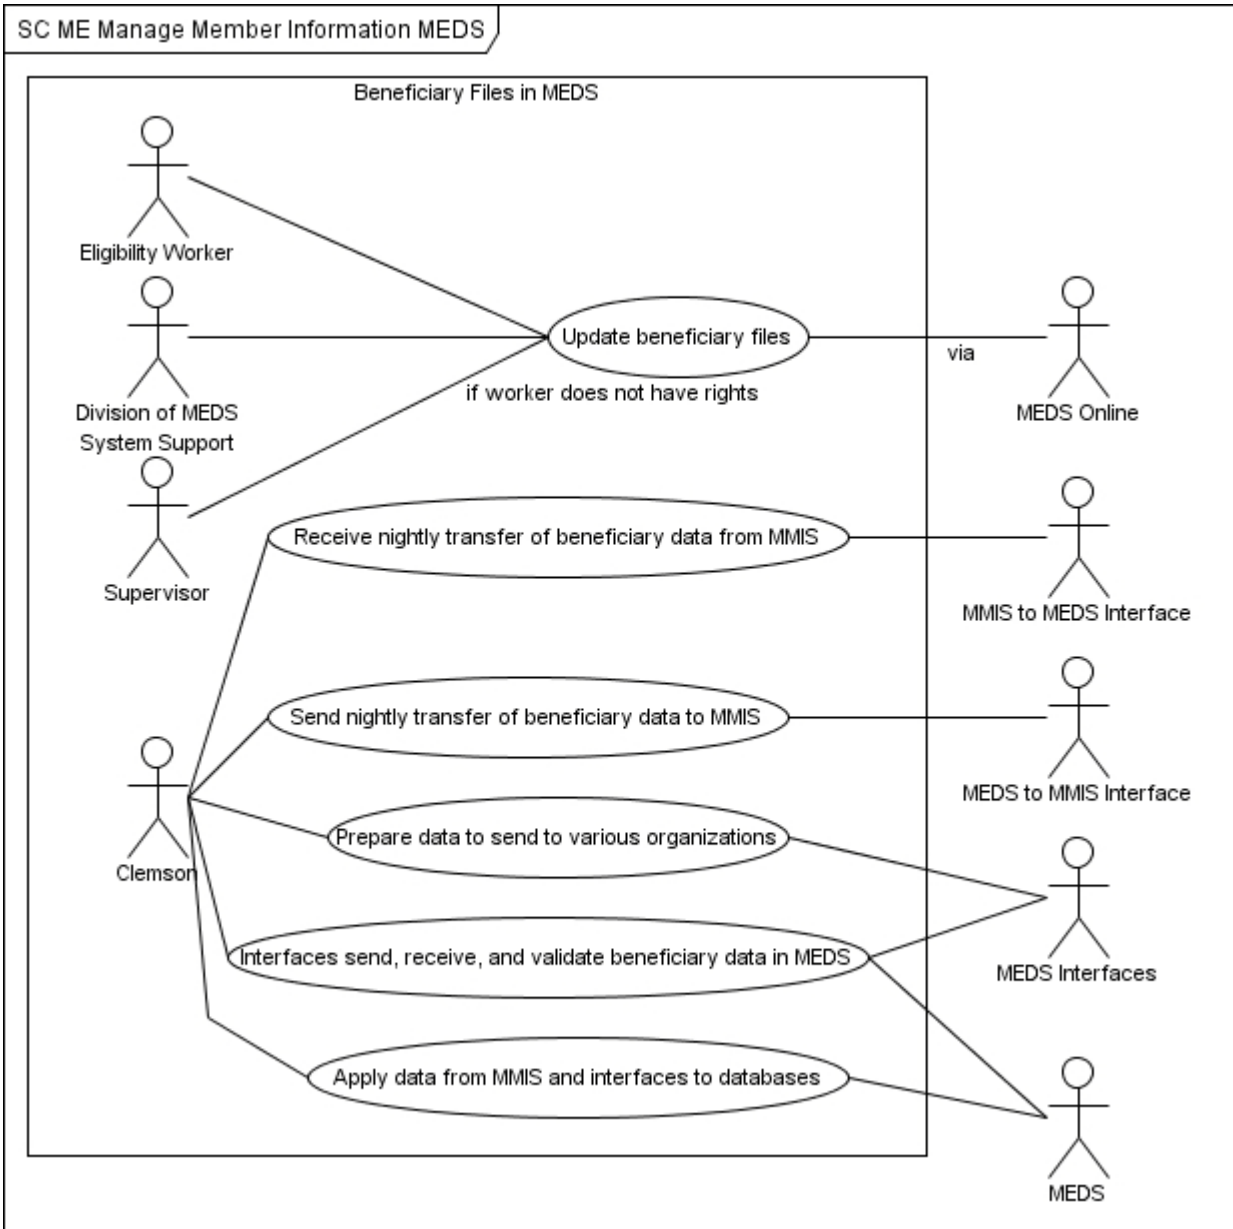 SC ME Manage Member Information MEDS
Beneficiary Files in MEDS
Eligibility Worker
Update beneficiary files
via
if worker does not have rights
Division of MEDS
System Support
MEDS Online
Receive nightly transfer of beneficiary data from MMIS
Supervisor
MMIS to MEDS Interface
Send nightly transfer of beneficiary data to MMIS
MEDS to MMIS Interface
Prepare data to send to various organizations
Clemson
Interfaces send, receive, and validate beneficiary data in MEDS
MEDS Interfaces
Apply data from MMIS and interfaces to databases
MEDS